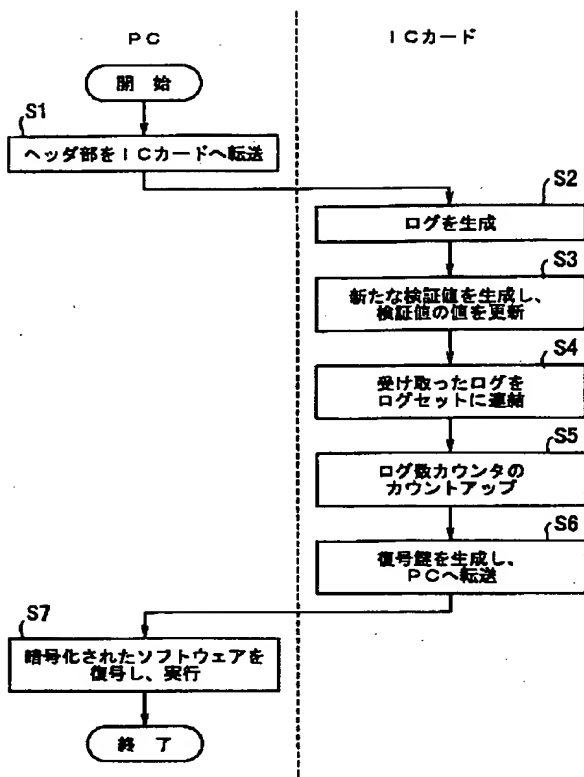 PC
ICカード
開 始
S1
ヘッダ部をICカードへ転送
S2
ログを生成
S3
新たな検証値を生成し、
検証値の値を更新
S4
受け取ったログを
ログセットに連結
S5
ログ数カウンタの
カウントアップ
S6
復号鍵を生成し、
PCへ転送
S7
暗号化されたソフトウェアを
復号し、実行
終 了